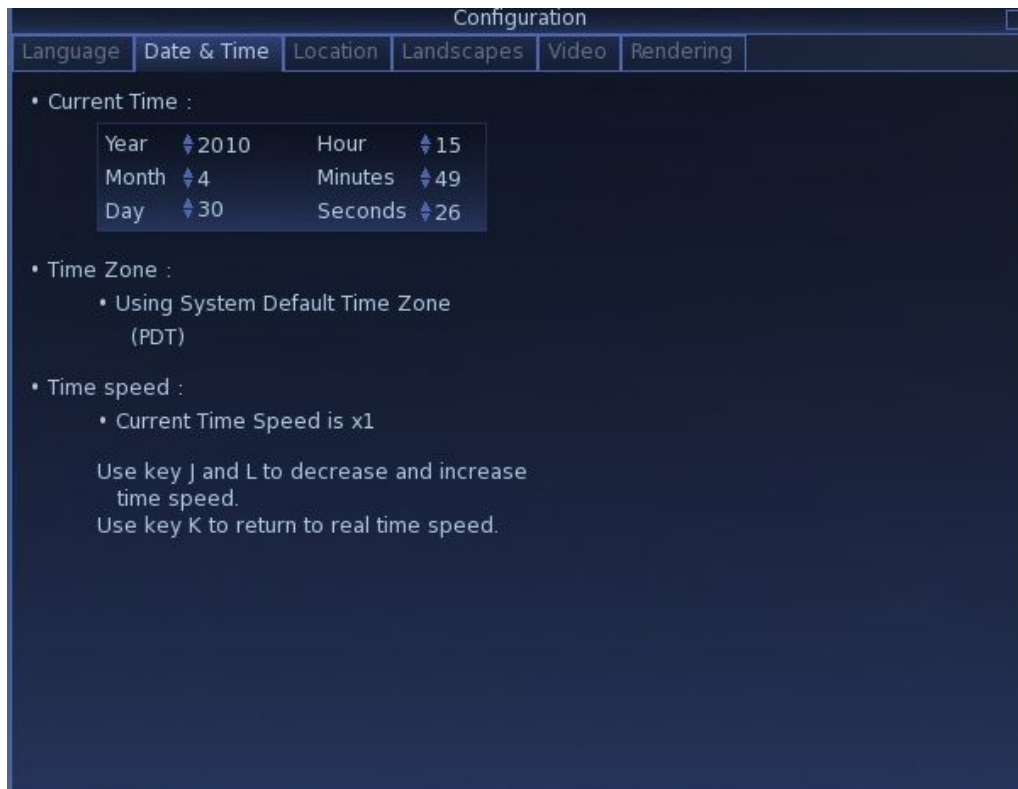 Configuration
Language Date & Time Location Landscapes Video Rendering
• Current Time :
Year 2010 Hour 15
Month 4 Minutes 49
Day 30 Seconds 26
• Time Zone :
• Using System Default Time Zone
(PDT)
• Time speed :
• Current Time Speed is x1
Use key J and L to decrease and increase
time speed.
Use key K to return to real time speed.